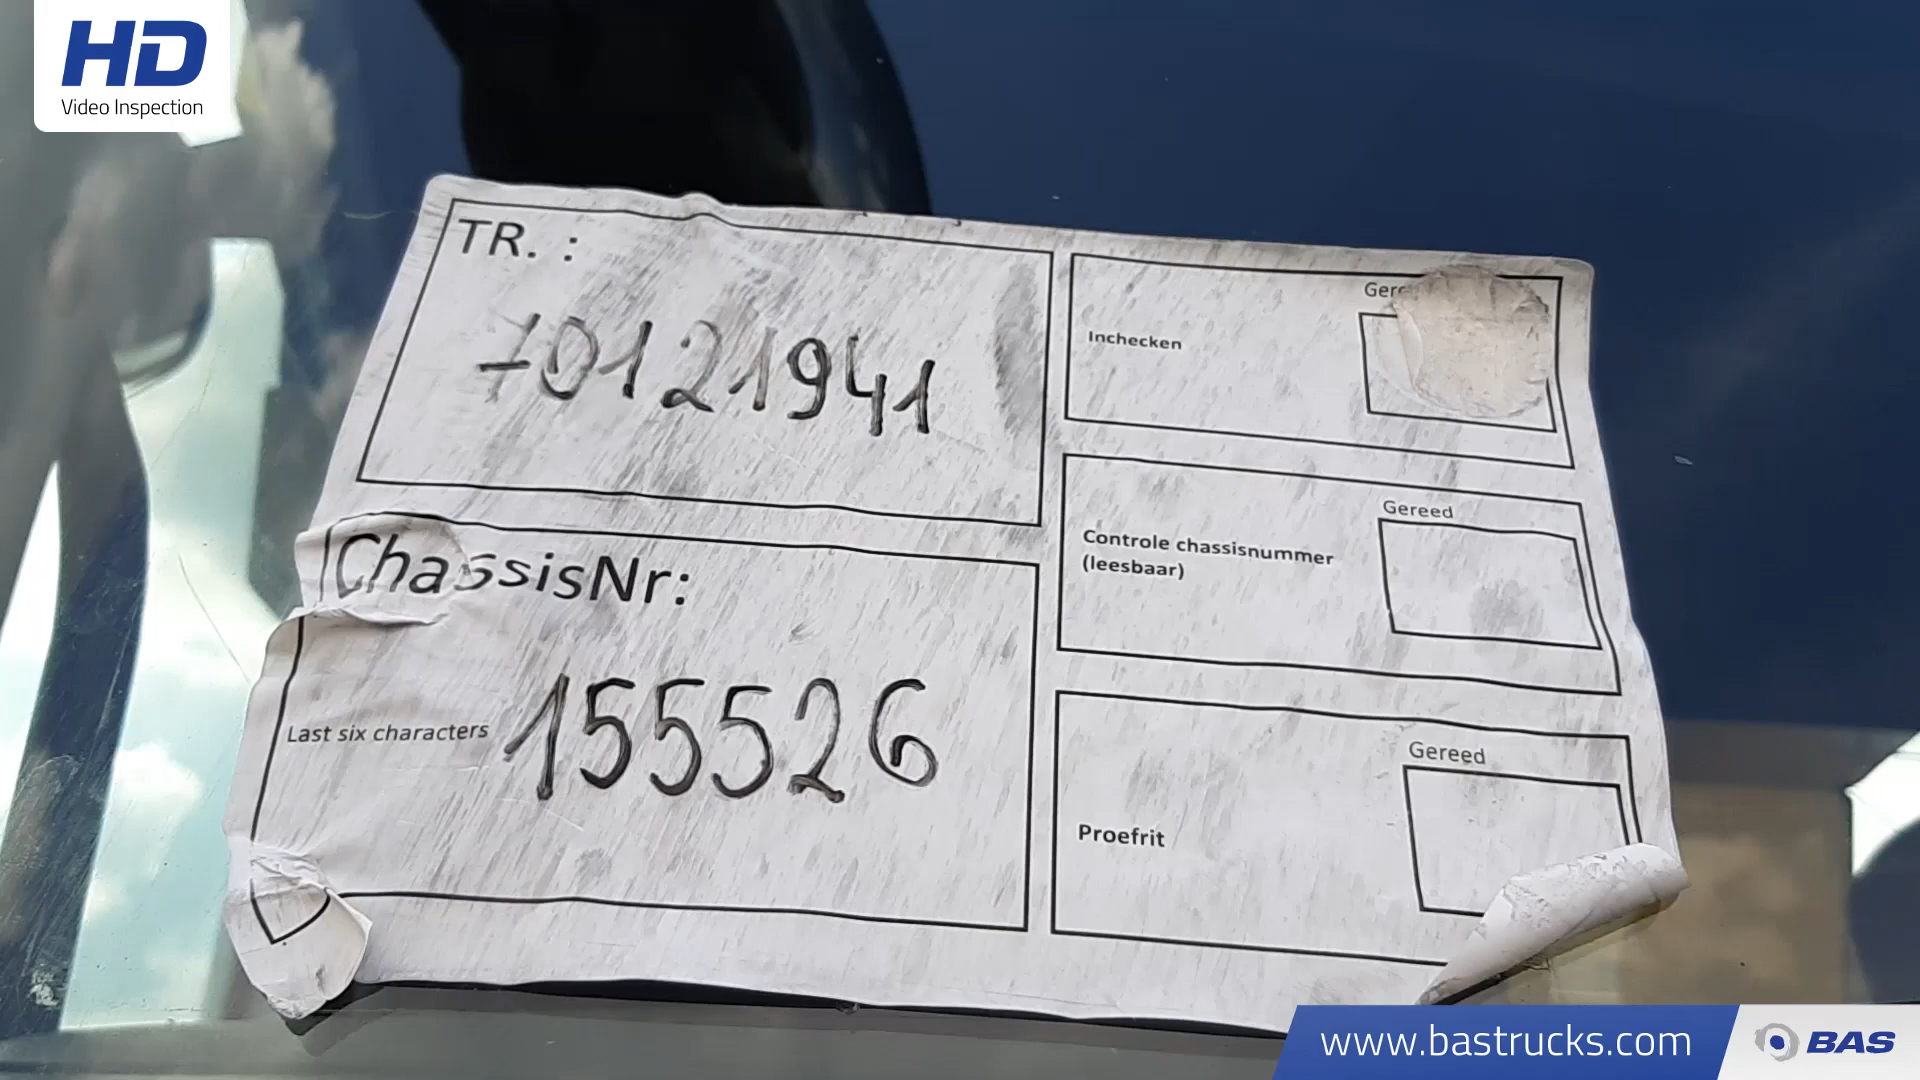 HD
Video Inspection
TR. :
70121941
ChassisNr:
Last six characters 155526
Inchecken
Controle chassisnummer
(leesbaar)
Gereed
Proefrit
Gereed
www.bastrucks.com
BAS